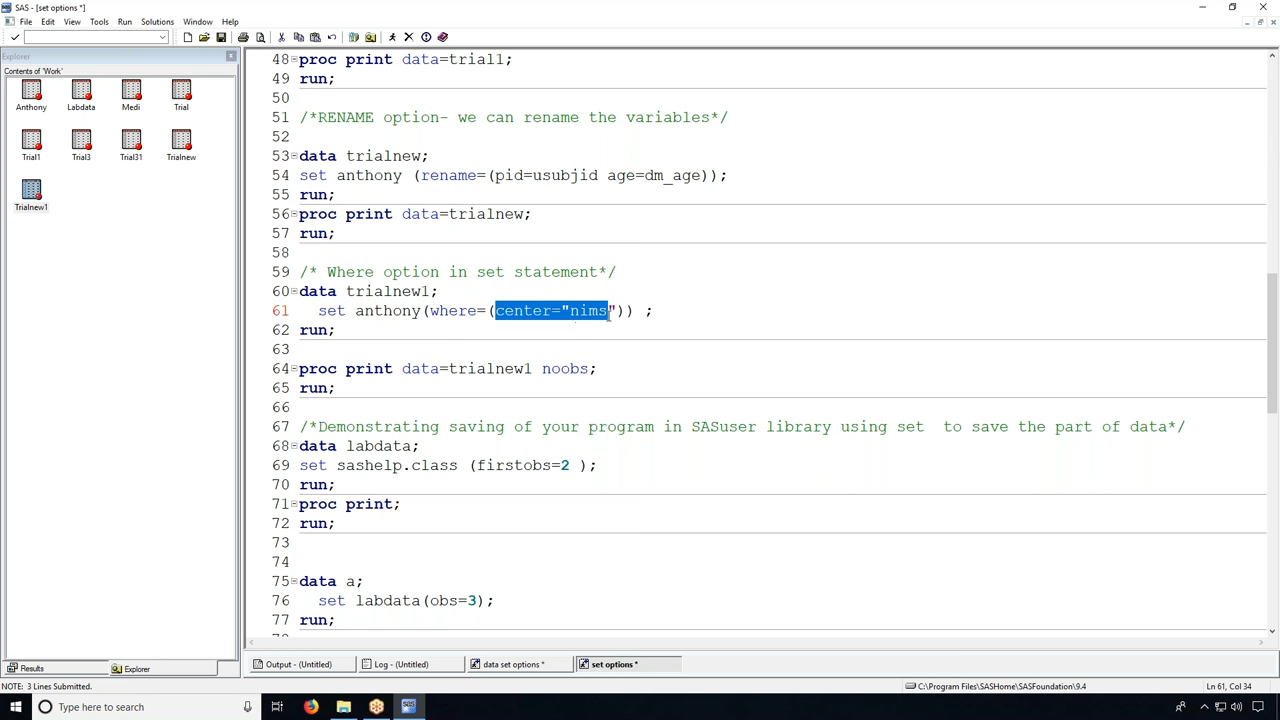 SAS - [set options *]
File Edit View Tools Run Solutions Window Help
Explorer
Contents of 'Work'
Anthony Labdata Medi Trial
Trial1 Trial3 Trial31 Trialnew
Trialnew1
48 proc print data=trial1;
49 run;
50
51 /*RENAME option- we can rename the variables*/
52
53 data trialnew;
54 set anthony (rename=(pid=usubjid age=dm_age));
55 run;
56 proc print data=trialnew;
57 run;
58
59 /* Where option in set statement*/
60 data trialnew1;
61 set anthony(where=(center="nims")) ;
62 run;
63
64 proc print data=trialnew1 noobs;
65 run;
66
67 /*Demonstrating saving of your program in SASuser library using set  to save the part of data*/
68 data labdata;
69 set sashelp.class (firstobs=2 );
70 run;
71 proc print;
72 run;
73
74
75 data a;
76 set labdata(obs=3);
77 run;
Results Explorer
Output - (Untitled) Log - (Untitled) data set options * set options *
NOTE: 3 Lines Submitted. C:\Program Files\SASHome\SASFoundation\9.4 Ln 61, Col 34
Type here to search